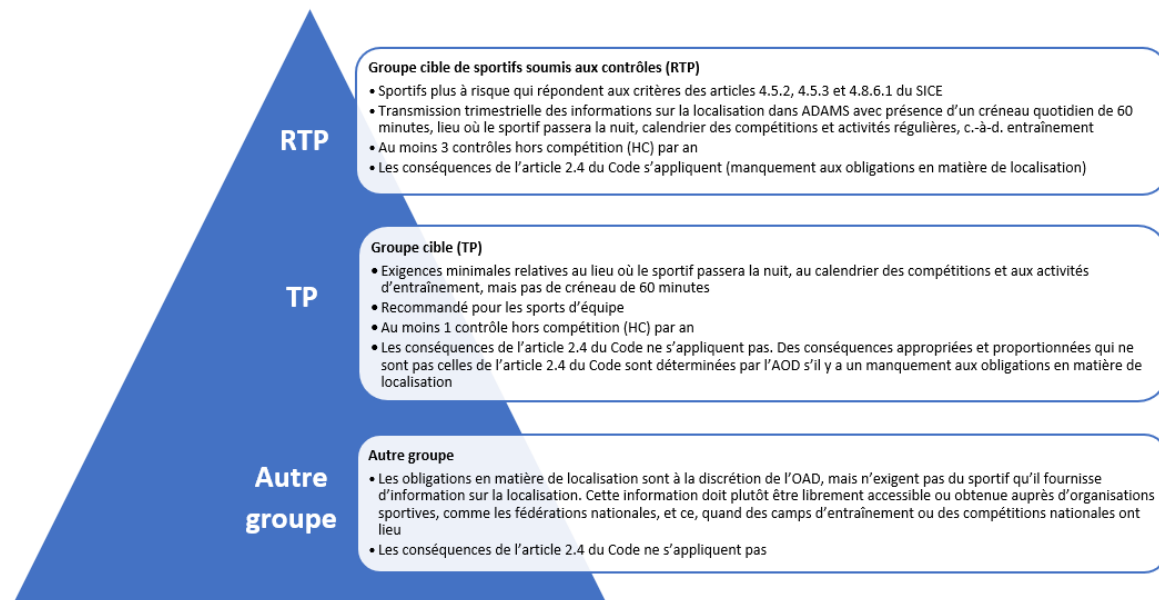 RTP
Groupe cible de sportifs soumis aux contrôles (RTP)
• Sportifs plus à risque qui répondent aux critères des articles 4.5.2, 4.5.3 et 4.8.6.1 du SICE
• Transmission trimestrielle des informations sur la localisation dans ADAMS avec présence d’un créneau quotidien de 60
minutes, lieu où le sportif passera la nuit, calendrier des compétitions et activités régulières, c.-à-d. entraînement
• Au moins 3 contrôles hors compétition (HC) par an
• Les conséquences de l’article 2.4 du Code s’appliquent (manquement aux obligations en matière de localisation)
TP
Groupe cible (TP)
• Exigences minimales relatives au lieu où le sportif passera la nuit, au calendrier des compétitions et aux activités
d’entraînement, mais pas de créneau de 60 minutes
• Recommandé pour les sports d’équipe
• Au moins 1 contrôle hors compétition (HC) par an
• Les conséquences de l’article 2.4 du Code ne s’appliquent pas. Des conséquences appropriées et proportionnées qui ne
sont pas celles de l’article 2.4 du Code sont déterminées par l’AOD s’il y a un manquement aux obligations en matière de
localisation
Autre
groupe
Autre groupe
• Les obligations en matière de localisation sont à la discrétion de l’OAD, mais n’exigent pas du sportif qu’il fournisse
d’information sur la localisation. Cette information doit plutôt être librement accessible ou obtenue auprès d’organisations
sportives, comme les fédérations nationales, et ce, quand des camps d’entraînement ou des compétitions nationales ont
lieu
• Les conséquences de l’article 2.4 du Code ne s’appliquent pas